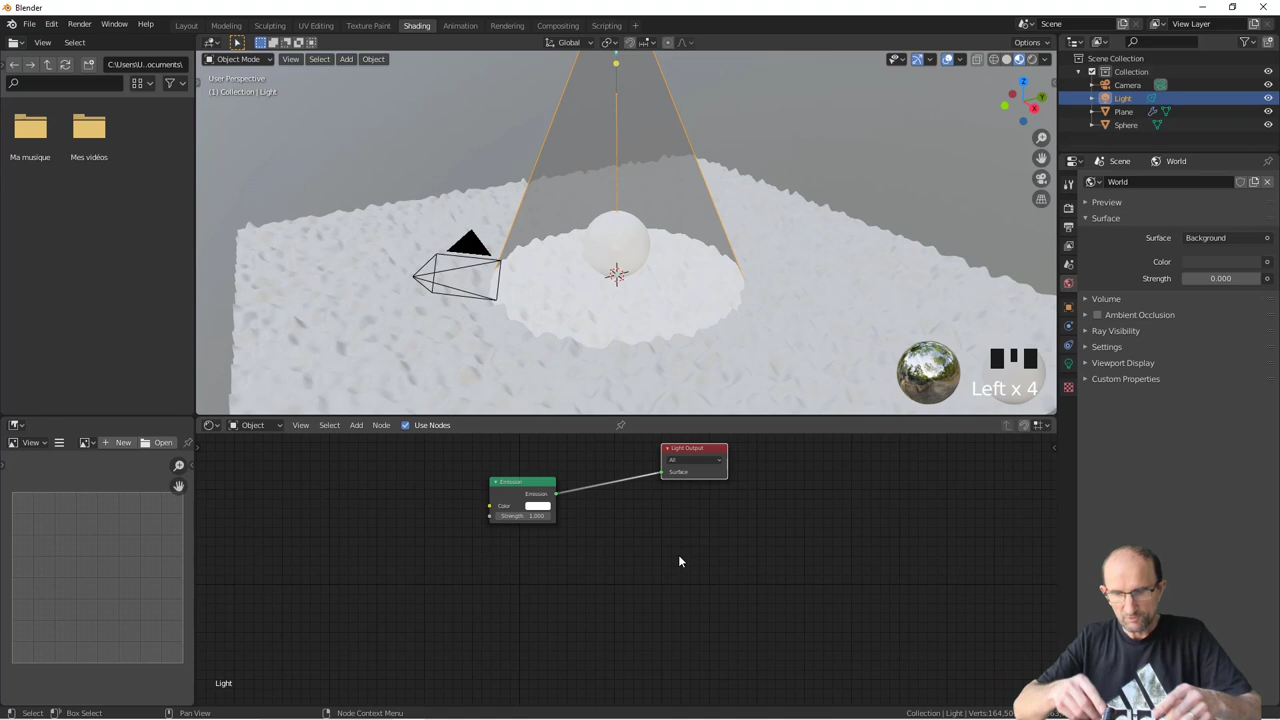 Blender
File Edit Render Window Help
Layout Modeling Sculpting UV Editing Texture Paint Shading Animation Rendering Compositing Scripting +
Scene View Layer
View Select
C:\Users\U...ocuments\
Ma musique Mes vidéos
Global Options
Object Mode View Select Add Object
User Perspective
(1) Collection | Light
Z
Y
X
Left x 4
Scene Collection
Collection
Camera
Light
Plane
Sphere
Scene World
World
Preview
Surface
Surface Background
Color
Strength 0.000
Volume
Ambient Occlusion
Ray Visibility
Settings
Viewport Display
Custom Properties
View New Open
Object View Select Add Node Use Nodes
Light Output
All
Surface
Emission
Emission
Color
Strength 1.000
Light
Select Box Select Pan View Node Context Menu
Collection | Light | Verts:164,50